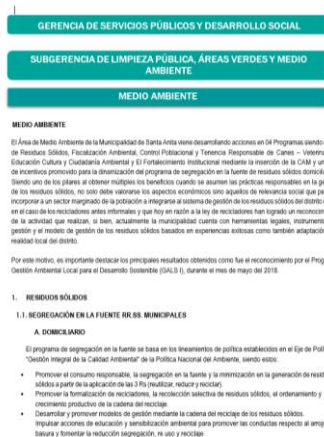 GERENCIA DE SERVICIOS PÚBLICOS Y DESARROLLO SOCIAL
SUBGERENCIA DE LIMPIEZA PÚBLICA, ÁREAS VERDES Y MEDIO
AMBIENTE
MEDIO AMBIENTE
MEDIO AMBIENTE
El Área de Medio Ambiente de la Municipalidad de Santa Anita viene desarrollando acciones en 04 Programas siendo
de Residuos Sólidos, Fiscalización Ambiental, Control Poblacional y Tenencia Responsable de Canes – Veterina
Educación Cultura y Ciudadanía Ambiental y El Fortalecimiento Institucional mediante la inserción de la CAM y un
de incentivos promovido para la dinamización del programa de segregación en la fuente de residuos sólidos domicili
Siendo uno de los pilares al obtener múltiples los beneficios cuando se asumen las prácticas responsables en la ge
de los residuos sólidos, no solo debe valorarse los aspectos económicos sino aquellos de relevancia social que pe
incorporar a un sector marginado de la población a integrarse al sistema de gestión de los residuos sólidos del distrito
en el caso de los recicladores antes informales y que hoy en razón a la ley de recicladores han logrado un reconocim
de la actividad que realizan, si bien, actualmente la municipalidad cuenta con herramientas legales, instrument
gestión y el modelo de gestión de los residuos sólidos basados en experiencias exitosas como también adaptació
realidad local del distrito.
Por este motivo, es importante destacar los principales resultados obtenidos como fue el reconocimiento por el Prog
Gestión Ambiental Local para el Desarrollo Sostenible (GALS I), durante el mes de mayo del 2018.
1. RESIDUOS SÓLIDOS
1.1. SEGREGACIÓN EN LA FUENTE RR.SS. MUNICIPALES
A. DOMICILIARIO
El programa de segregación en la fuente se basa en los lineamientos de política establecidos en el Eje de Polí
"Gestión Integral de la Calidad Ambiental" de la Política Nacional del Ambiente, siendo estos:
• Promover el consumo responsable, la segregación en la fuente y la minimización en la generación de resid
sólidos a partir de la aplicación de las 3 Rs (reutilizar, reducir y reciclar).
• Promover la formalización de recicladores, la recolección selectiva de residuos sólidos, el ordenamiento y
crecimiento productivo de la cadena del reciclaje.
• Desarrollar y promover modelos de gestión mediante la cadena del reciclaje de los residuos sólidos.
Impulsar acciones de educación y sensibilización ambiental para promover las conductas respecto al arroj
basura y fomentar la reducción segregación, re uso y reciclaje